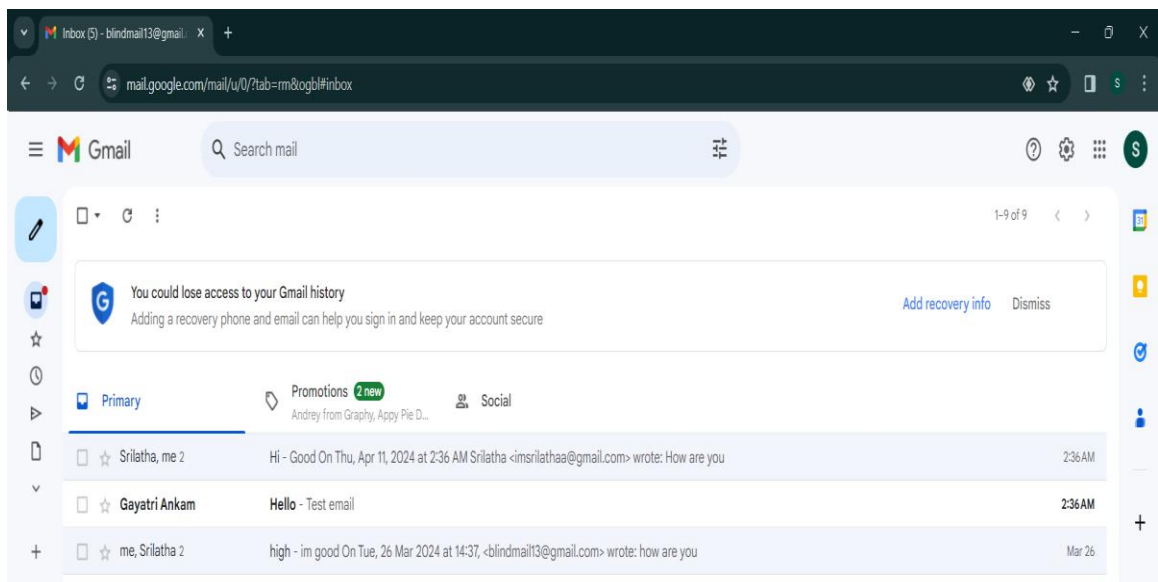 Inbox (5) - blindmail13@gmail.c
mail.google.com/mail/u/0/?tab=rm&ogbl#inbox
S
Gmail
Search mail
S
1–9 of 9
31
You could lose access to your Gmail history
Adding a recovery phone and email can help you sign in and keep your account secure
Add recovery info Dismiss
G
Primary
Promotions 2 new
Andrey from Graphy, Appy Pie D...
Social
Srilatha, me 2 Hi - Good On Thu, Apr 11, 2024 at 2:36 AM Srilatha <imsrilathaa@gmail.com> wrote: How are you 2:36 AM
Gayatri Ankam Hello - Test email 2:36 AM
me, Srilatha 2 high - im good On Tue, 26 Mar 2024 at 14:37, <blindmail13@gmail.com> wrote: how are you Mar 26